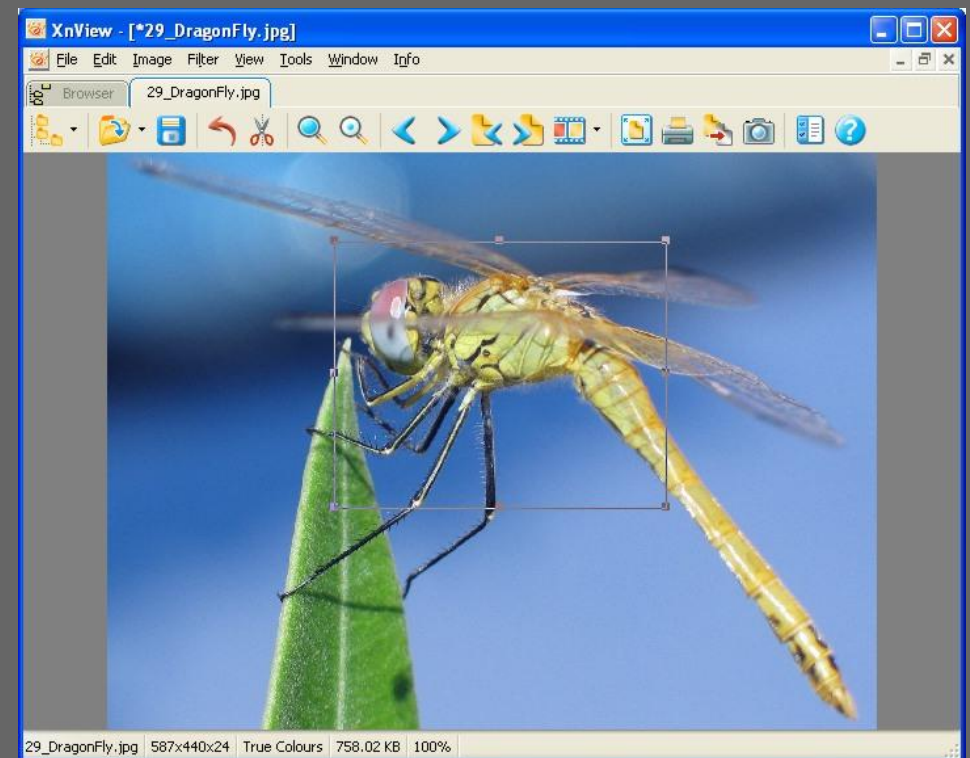 XnView - [*29_DragonFly.jpg]
File Edit Image Filter View Tools Window Info
Browser 29_DragonFly.jpg
29_DragonFly.jpg 587x440x24 True Colours 758.02 KB 100%